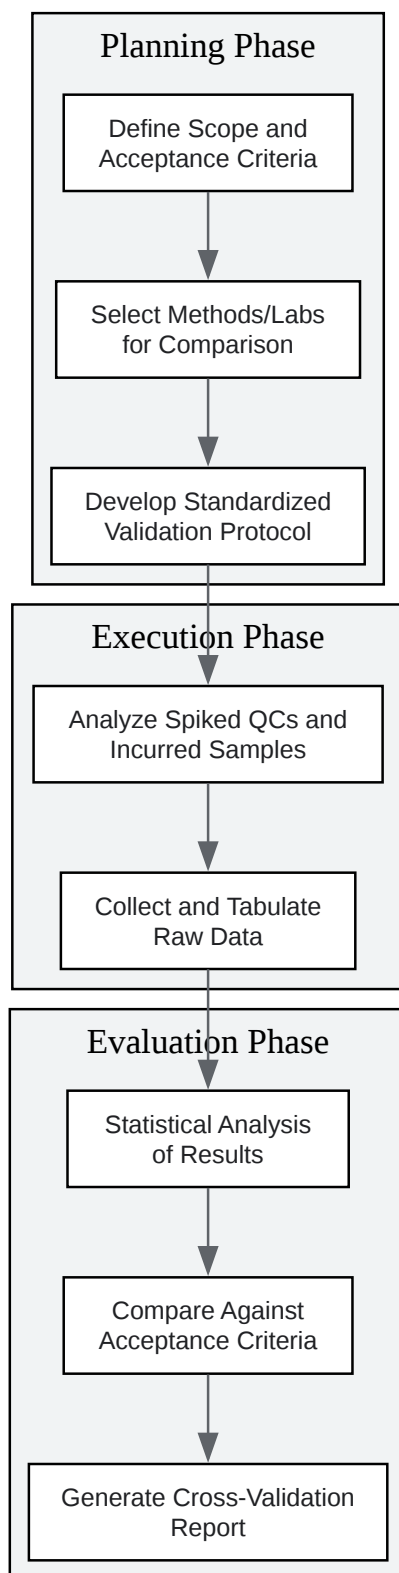 Planning Phase
Define Scope and
Acceptance Criteria
Select Methods/Labs
for Comparison
Develop Standardized
Validation Protocol
Execution Phase
Analyze Spiked QCs and
Incurred Samples
Collect and Tabulate
Raw Data
Evaluation Phase
Statistical Analysis
of Results
Compare Against
Acceptance Criteria
Generate Cross-Validation
Report